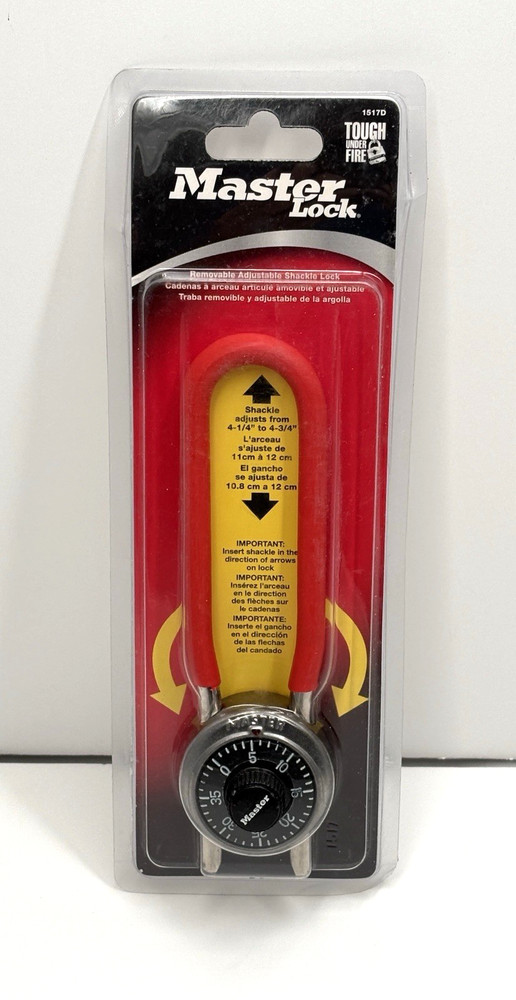 1517D
TOUGH
UNDER
FIRE
Master
Lock®
Removable Adjustable Shackle Lock
Cadenas à arceau articulé amovible et ajustable
Traba removible y adjustable de la argolla
Shackle
adjusts from
4-1/4" to 4-3/4"
L'arceau
s'ajuste de
11cm à 12 cm
El gancho
se ajusta de
10.8 cm a 12 cm
IMPORTANT:
Insert shackle in the
direction of arrows
on lock
IMPORTANT:
Insérez l'arceau
en le direction
des flèches sur
le cadenas
IMPORTANTE:
Inserte el gancho
en el dirección
de las flechas
del candado
MASTER
0 5 10 15 20 25 30 35
Master